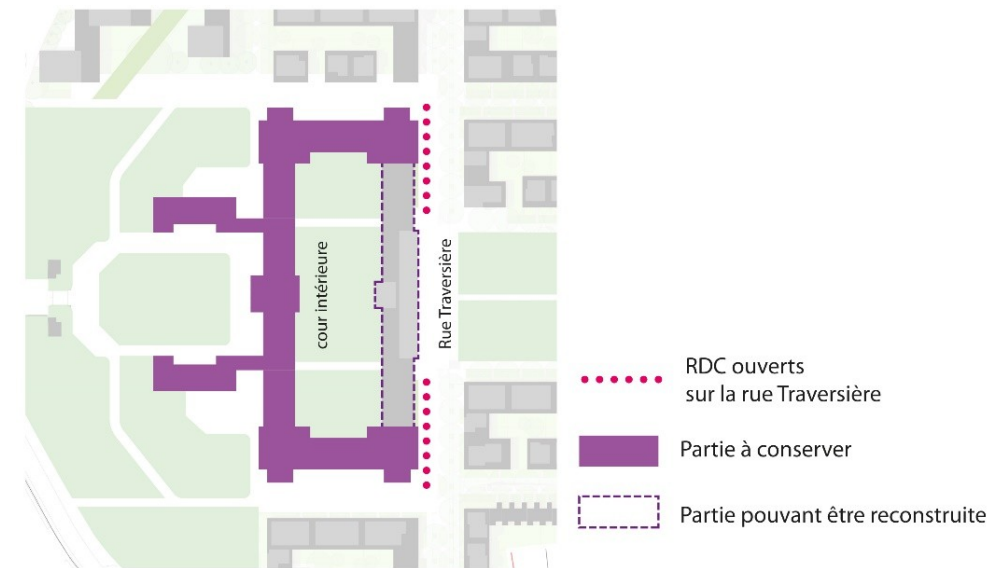 cour intérieure
Rue Traversière
RDC ouverts
sur la rue Traversière
Partie à conserver
Partie pouvant être reconstruite